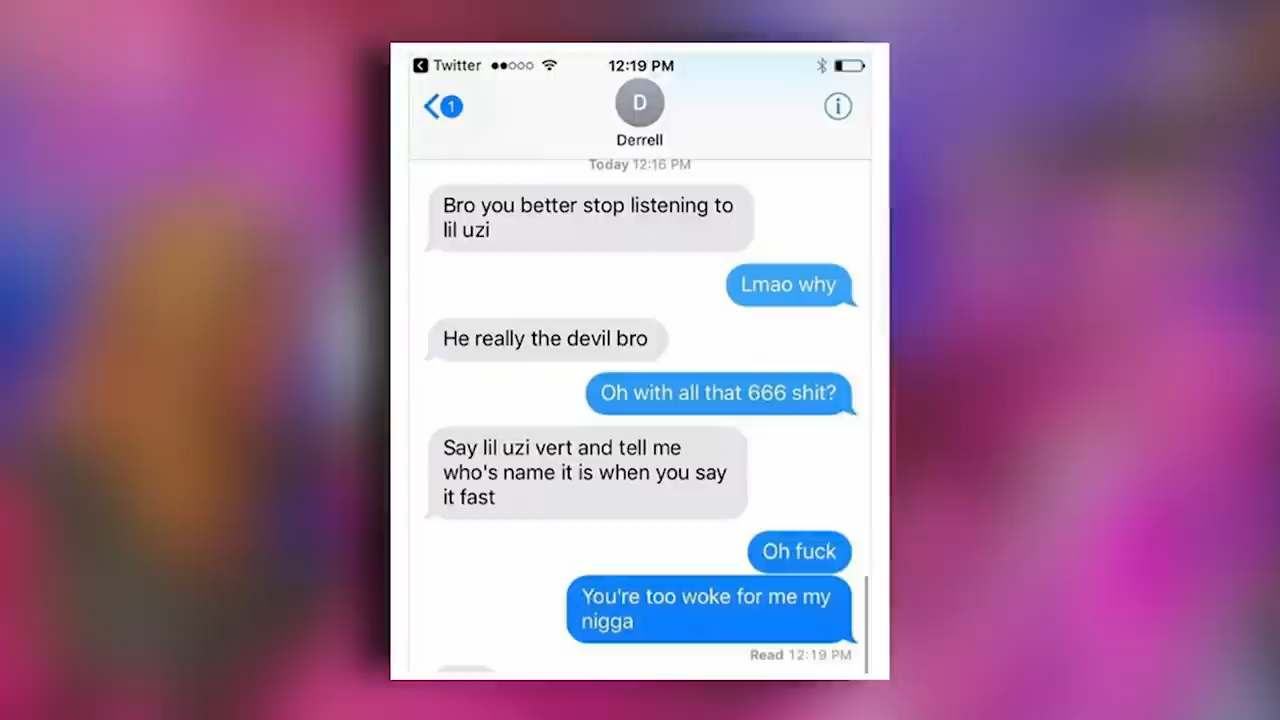 Twitter 12:19 PM
1
D
Derrell
Today 12:16 PM
Bro you better stop listening to
lil uzi
Lmao why
He really the devil bro
Oh with all that 666 shit?
Say lil uzi vert and tell me
who's name it is when you say
it fast
Oh fuck
You're too woke for me my
nigga
Read 12:19 PM